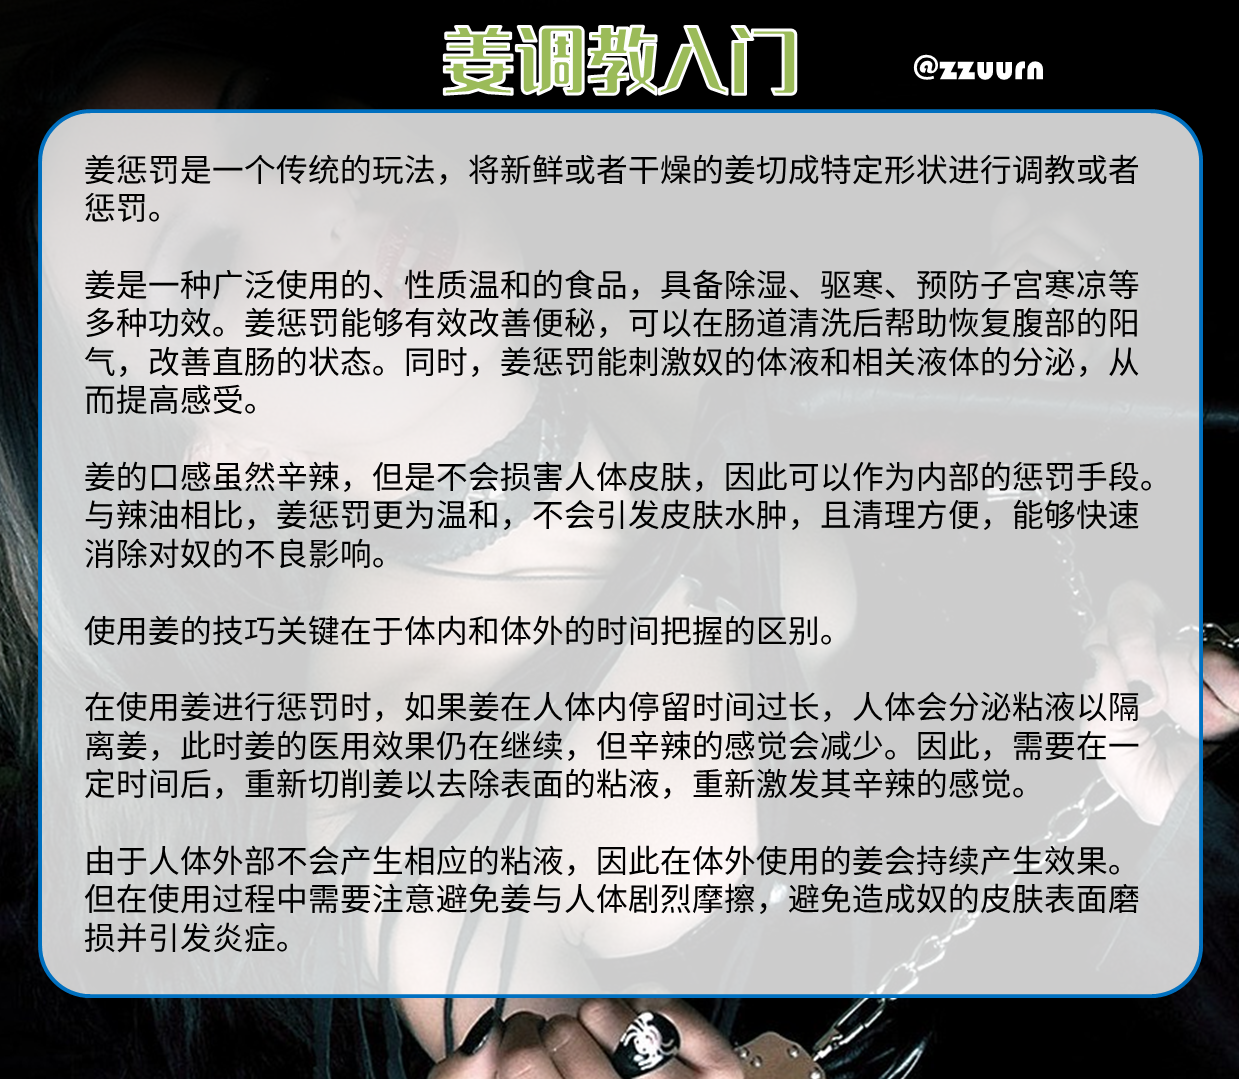 姜调教入门
@zzuurn
姜惩罚是一个传统的玩法，将新鲜或者干燥的姜切成特定形状进行调教或者
惩罚。
姜是一种广泛使用的、性质温和的食品，具备除湿、驱寒、预防子宫寒凉等
多种功效。姜惩罚能够有效改善便秘，可以在肠道清洗后帮助恢复腹部的阳
气，改善直肠的状态。同时，姜惩罚能刺激奴的体液和相关液体的分泌，从
而提高感受。
姜的口感虽然辛辣，但是不会损害人体皮肤，因此可以作为内部的惩罚手段。
与辣油相比，姜惩罚更为温和，不会引发皮肤水肿，且清理方便，能够快速
消除对奴的不良影响。
使用姜的技巧关键在于体内和体外的时间把握的区别。
在使用姜进行惩罚时，如果姜在人体内停留时间过长，人体会分泌粘液以隔
离姜，此时姜的医用效果仍在继续，但辛辣的感觉会减少。因此，需要在一
定时间后，重新切削姜以去除表面的粘液，重新激发其辛辣的感觉。
由于人体外部不会产生相应的粘液，因此在体外使用的姜会持续产生效果。
但在使用过程中需要注意避免姜与人体剧烈摩擦，避免造成奴的皮肤表面磨
损并引发炎症。